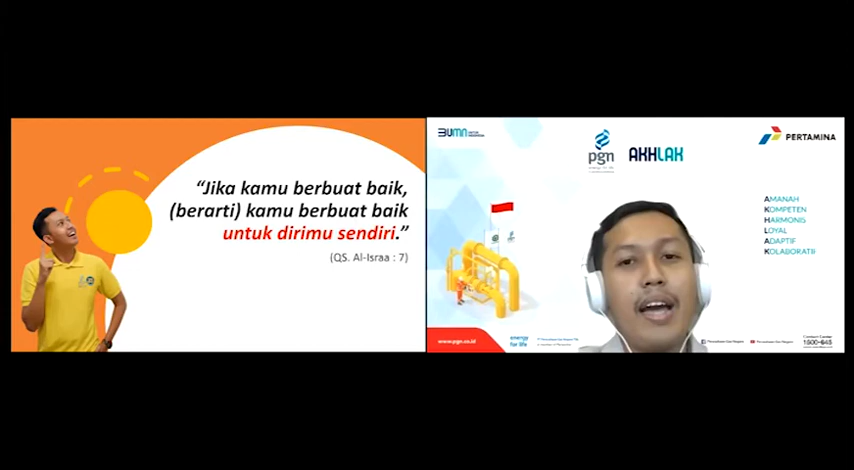 “Jika kamu berbuat baik,
(berarti) kamu berbuat baik
untuk dirimu sendiri.”
(QS. Al-Israa : 7)
BUMN
pgn
AKHLAK
PERTAMINA
AMANAH
KOMPETEN
HARMONIS
LOYAL
ADAPTIF
KOLABORATIF
www.pgn.co.id
energy
for life
Contact Center
1500-645